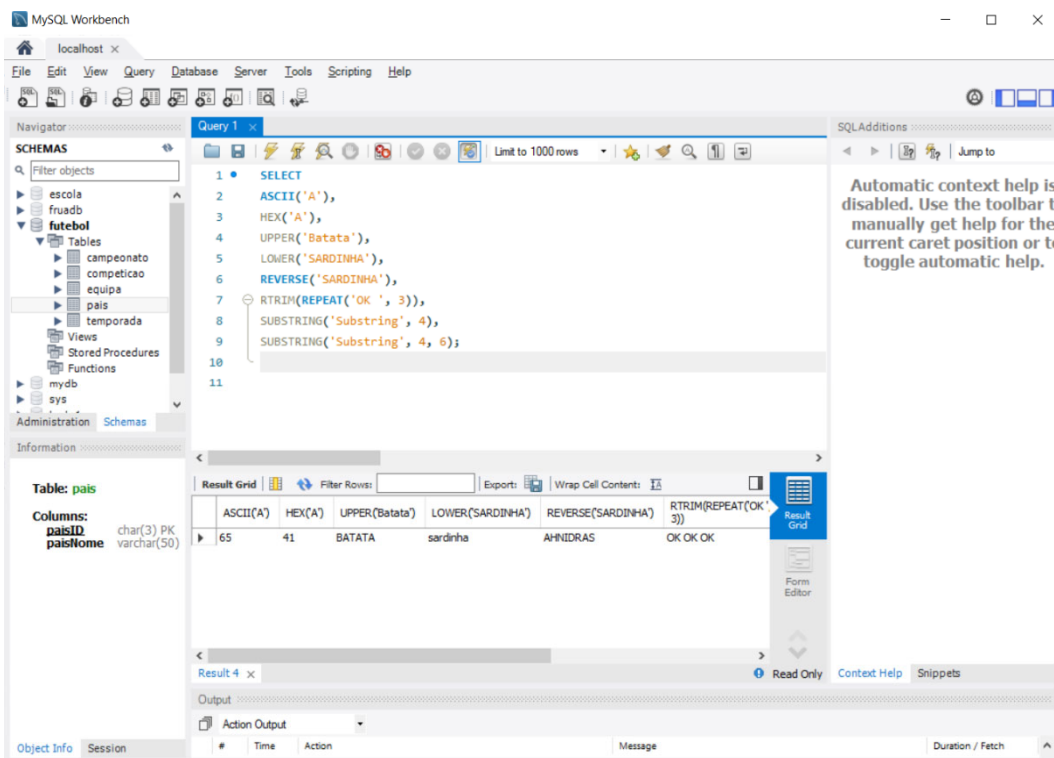 MySQL Workbench
localhost
File Edit View Query Database Server Tools Scripting Help
Navigator
SCHEMAS
Filter objects
escola
fruadb
futebol
Tables
campeonato
competicao
equipa
pais
temporada
Views
Stored Procedures
Functions
mydb
sys
Administration Schemas
Information
Table: pais
Columns:
paisID char(3) PK
paisNome varchar(50)
Object Info Session
Query 1
Limit to 1000 rows
1 SELECT
2 ASCII('A'),
3 HEX('A'),
4 UPPER('Batata'),
5 LOWER('SARDINHA'),
6 REVERSE('SARDINHA'),
7 RTRIM(REPEAT('OK ', 3)),
8 SUBSTRING('Substring', 4),
9 SUBSTRING('Substring', 4, 6);
10
11
Result Grid Filter Rows: Export: Wrap Cell Content:
ASCII('A') HEX('A') UPPER('Batata') LOWER('SARDINHA') REVERSE('SARDINHA') RTRIM(REPEAT('OK ',
3))
65 41 BATATA sardinha AHNIDRAS OK OK OK
Result
Grid
Form
Editor
Result 4 Read Only
Output
Action Output
# Time Action Message Duration / Fetch
SQLAdditions
Jump to
Automatic context help is
disabled. Use the toolbar t
manually get help for the
current caret position or to
toggle automatic help.
Context Help Snippets